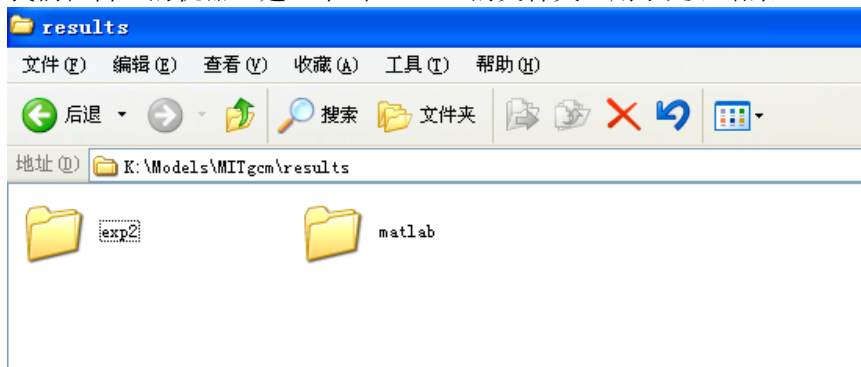 results
文件(F) 编辑(E) 查看(V) 收藏(A) 工具(T) 帮助(H)
后退 搜索 文件夹
地址(D) K:\Models\MITgcm\results
exp2 matlab